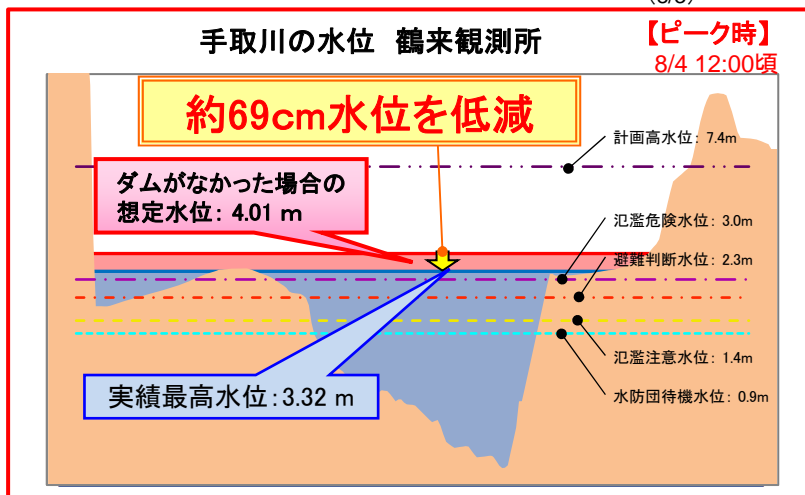 手取川の水位 鶴来観測所
【ピーク時】
8/4 12:00頃
約69cm水位を低減
計画高水位：7.4m
ダムがなかった場合の
想定水位：4.01 m
氾濫危険水位：3.0m
避難判断水位：2.3m
氾濫注意水位：1.4m
実績最高水位：3.32 m
水防団待機水位：0.9m